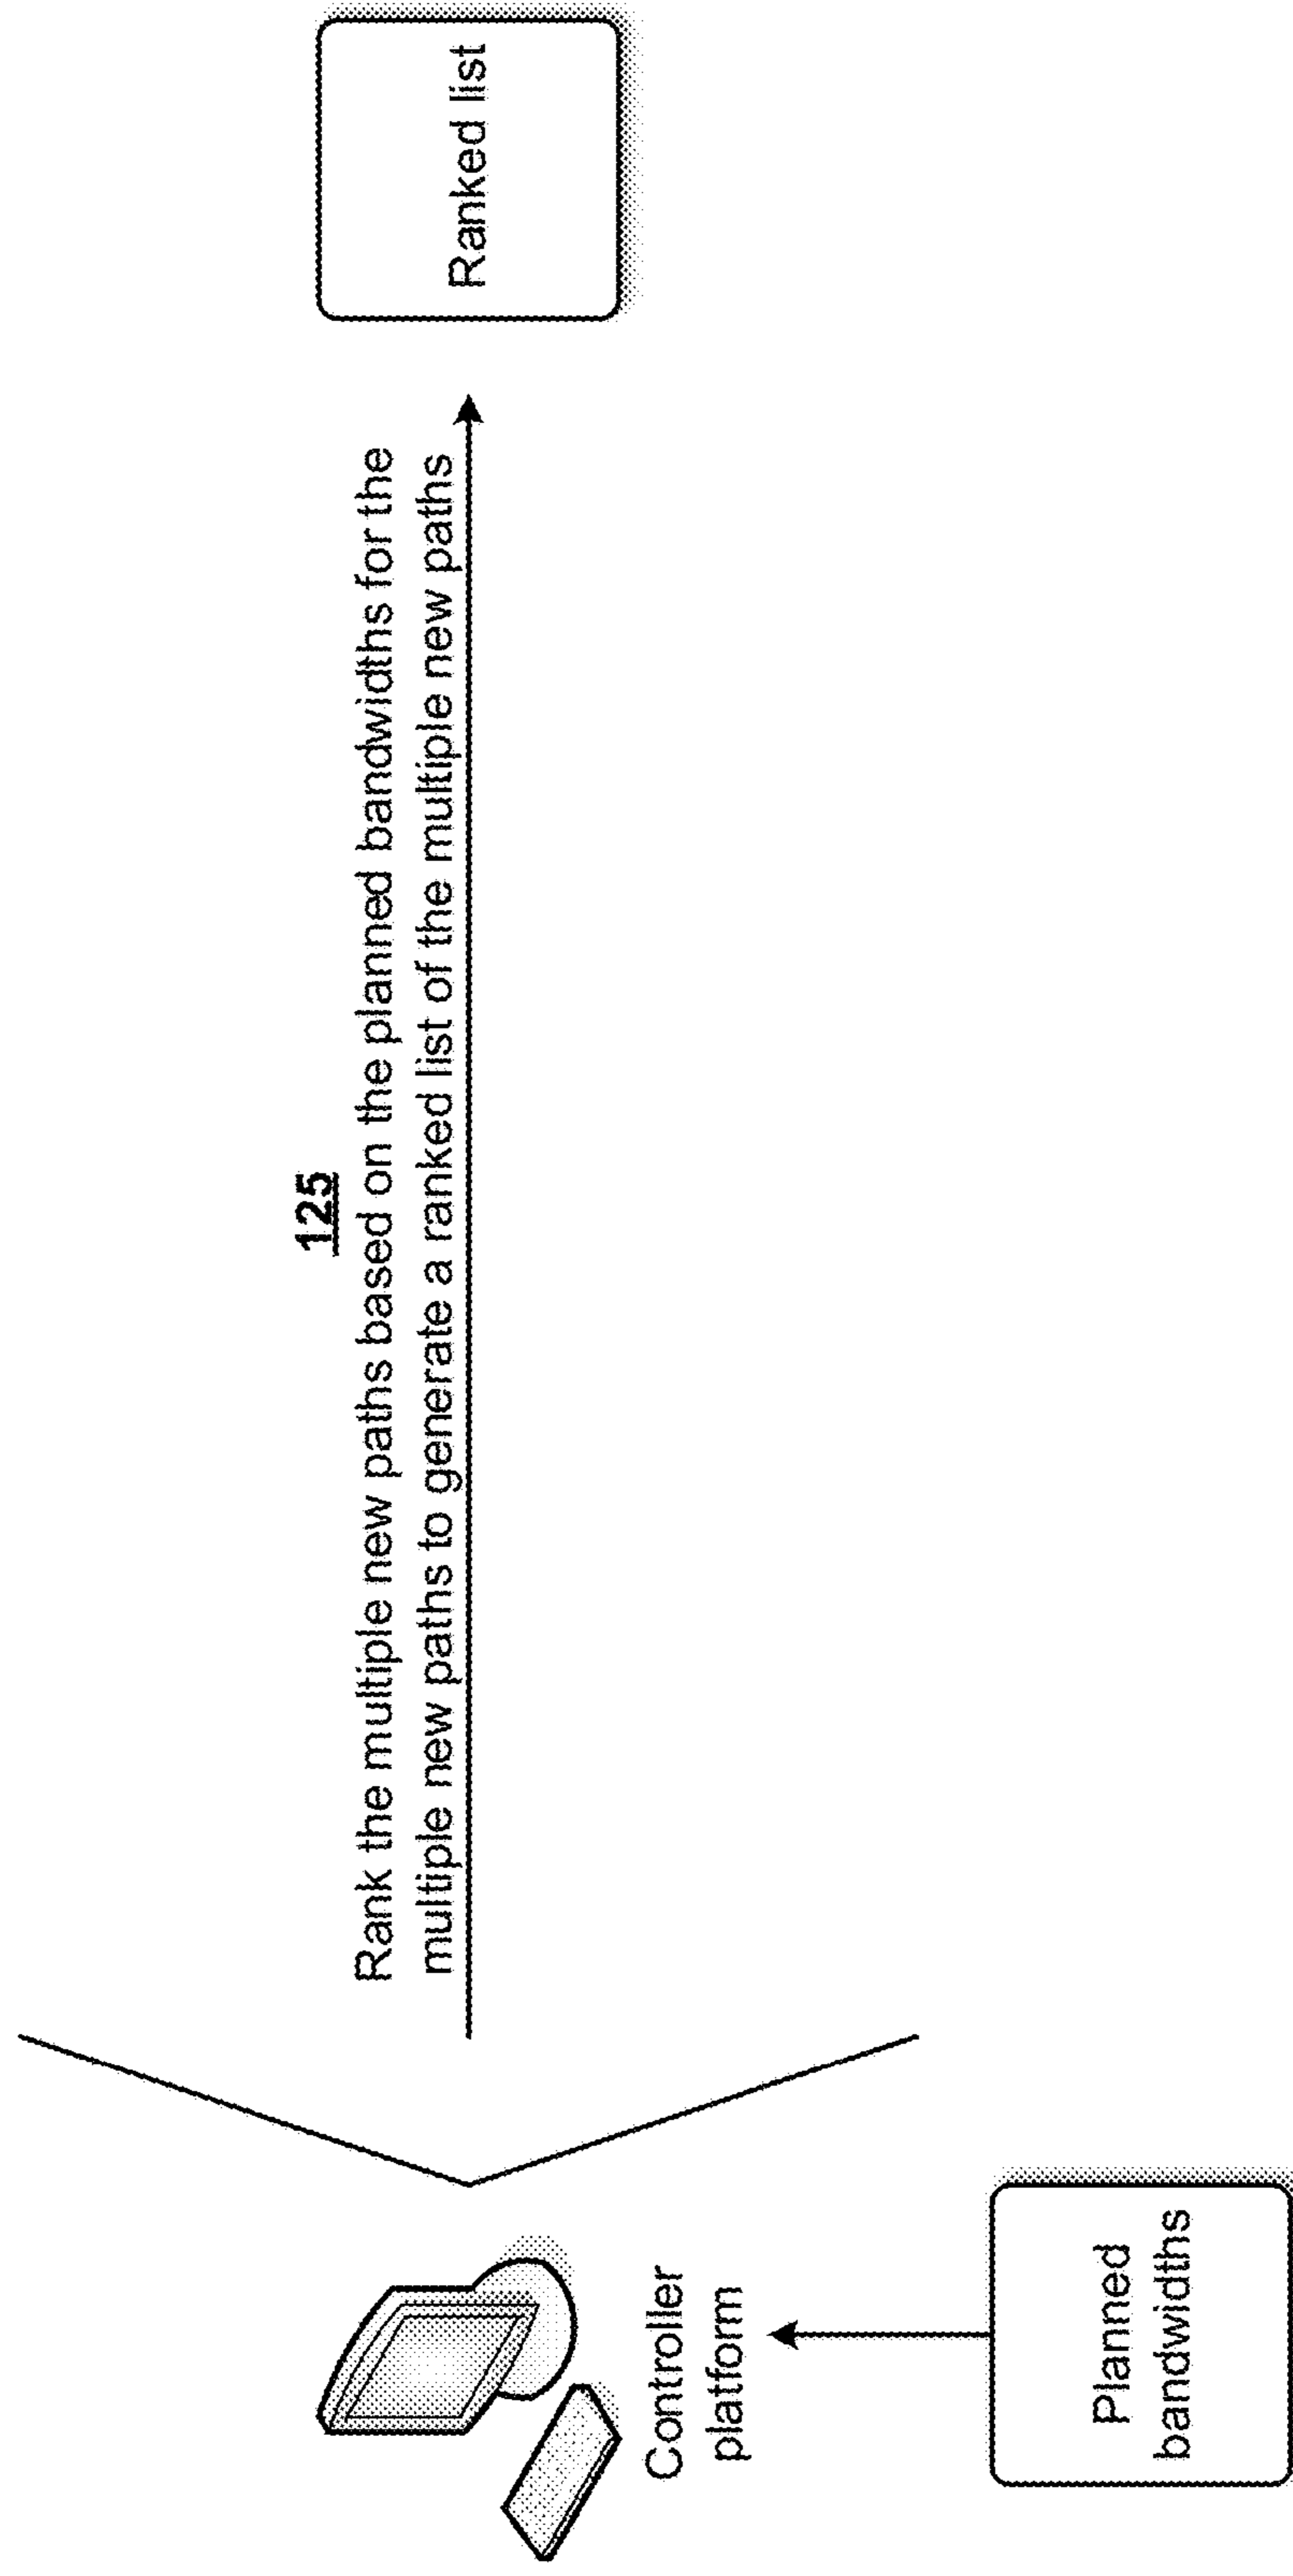 125
Rank the multiple new paths based on the planned bandwidths for the
multiple new paths to generate a ranked list of the multiple new paths
Ranked list
Controller
platform
Planned
bandwidths